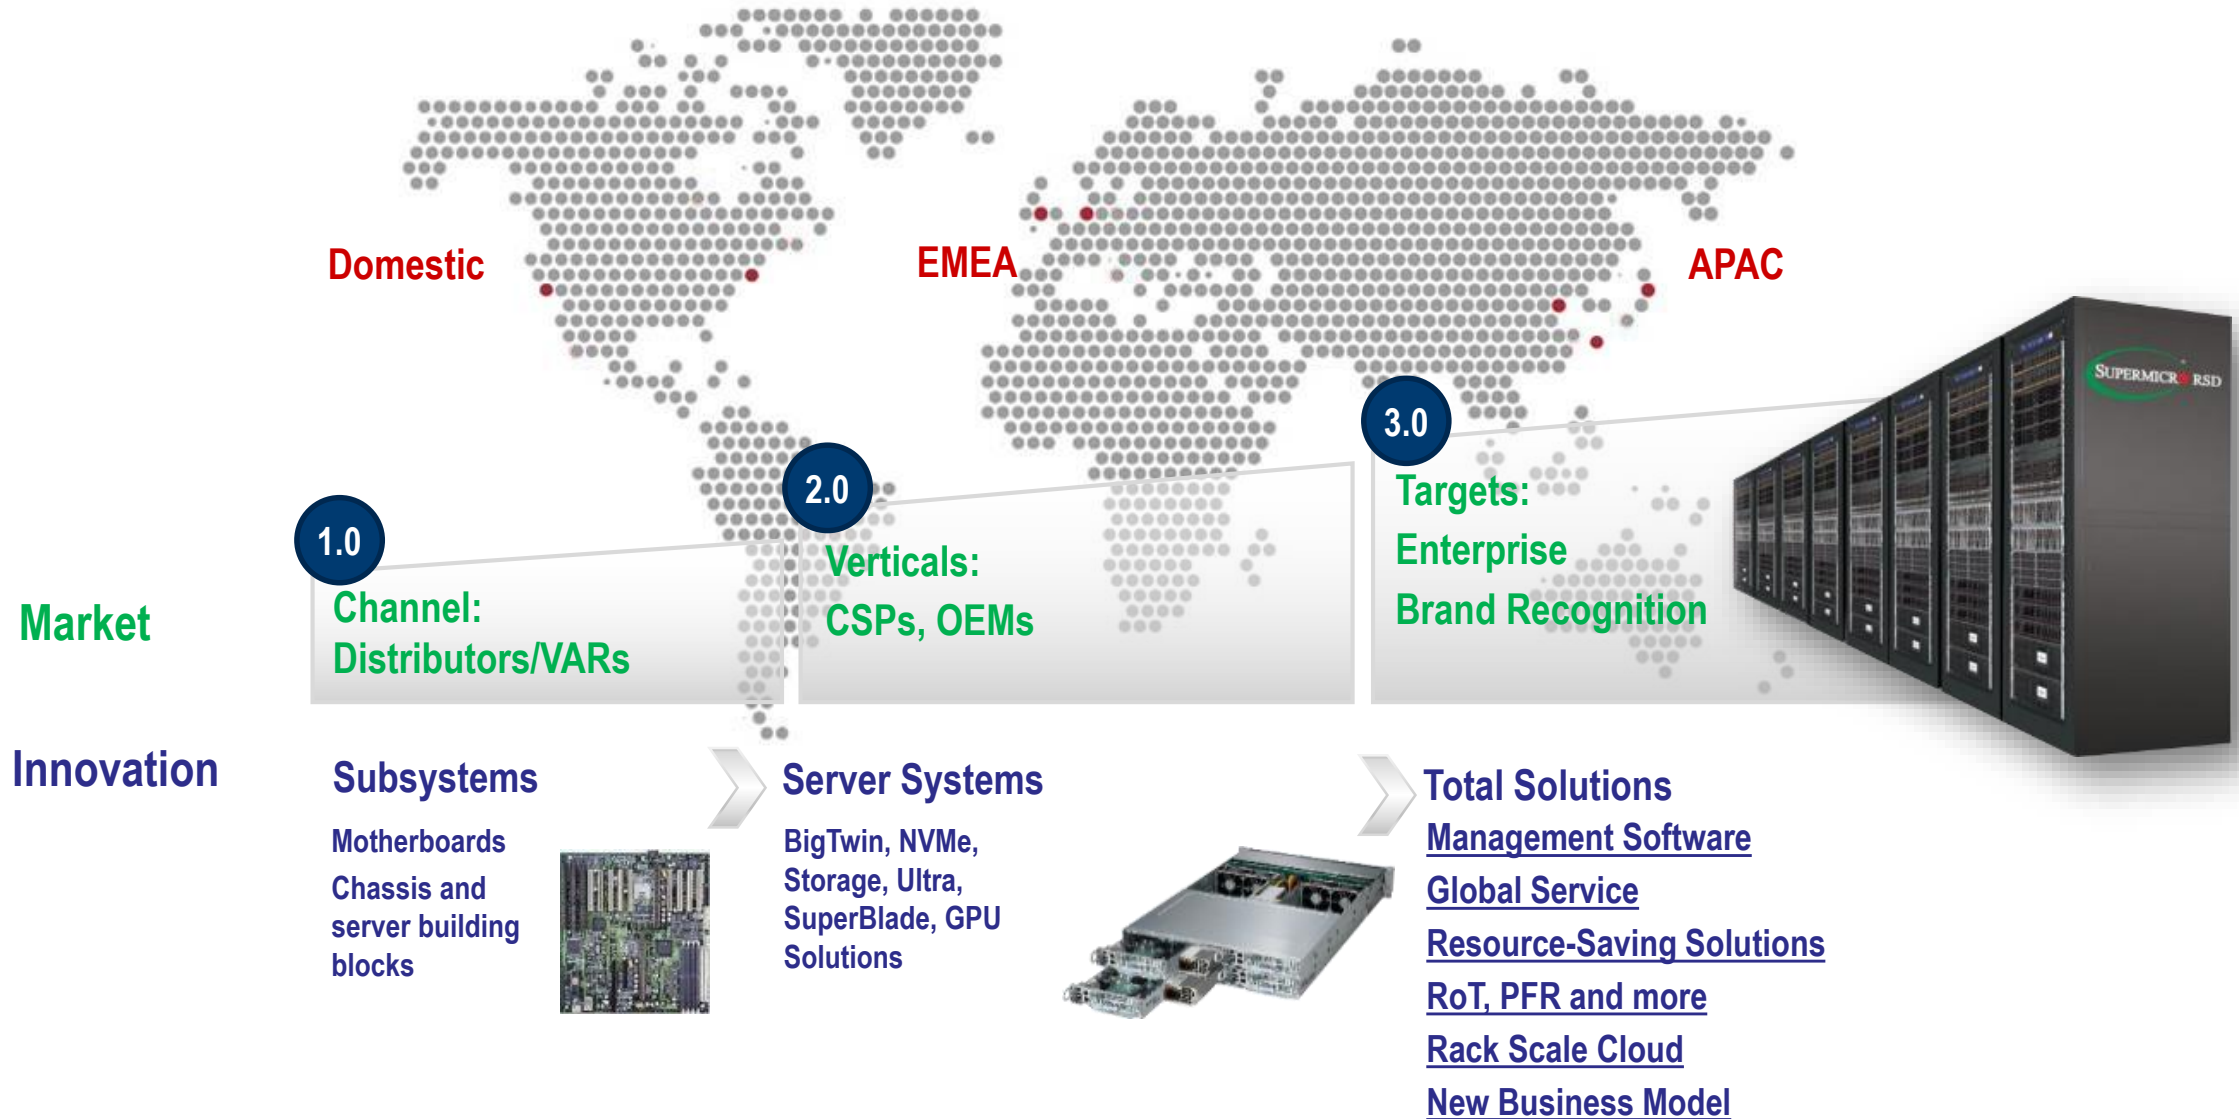 Domestic
EMEA
APAC
SUPERMICRO RSD
1.0
2.0
3.0
Market
Channel:
Distributors/VARs
Verticals:
CSPs, OEMs
Targets:
Enterprise
Brand Recognition
Innovation
Subsystems
Motherboards
Chassis and
server building
blocks
Server Systems
BigTwin, NVMe,
Storage, Ultra,
SuperBlade, GPU
Solutions
Total Solutions
Management Software
Global Service
Resource-Saving Solutions
RoT, PFR and more
Rack Scale Cloud
New Business Model